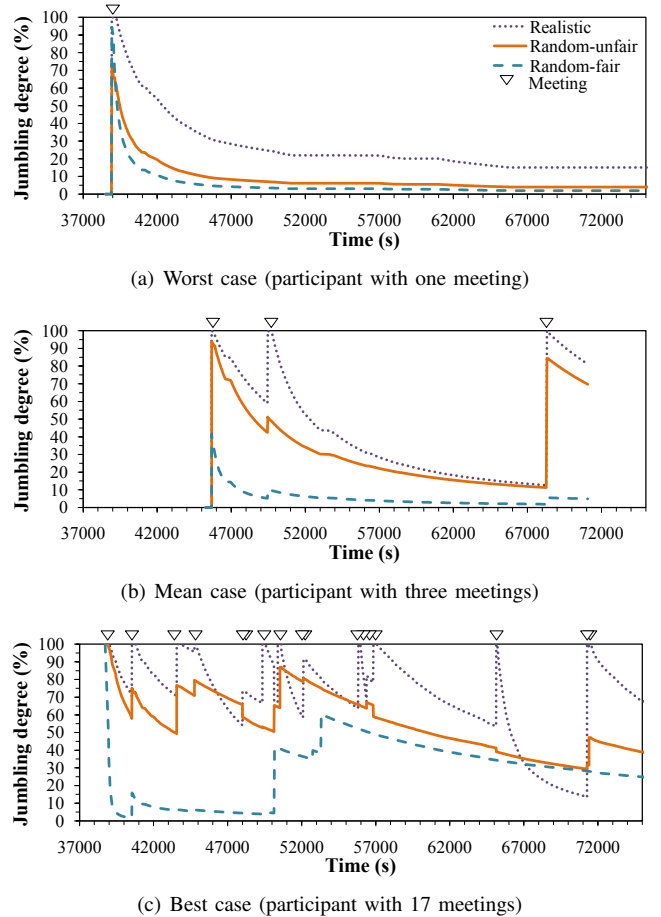 Jumbling degree (%)
100
90
80
70
60
50
40
30
20
10
0
Realistic
Random-unfair
Random-fair
Meeting
37000 42000 47000 52000 57000 62000 67000 72000
Time (s)
(a) Worst case (participant with one meeting)
Jumbling degree (%)
100
90
80
70
60
50
40
30
20
10
0
37000 42000 47000 52000 57000 62000 67000 72000
Time (s)
(b) Mean case (participant with three meetings)
Jumbling degree (%)
100
90
80
70
60
50
40
30
20
10
0
37000 42000 47000 52000 57000 62000 67000 72000
Time (s)
(c) Best case (participant with 17 meetings)